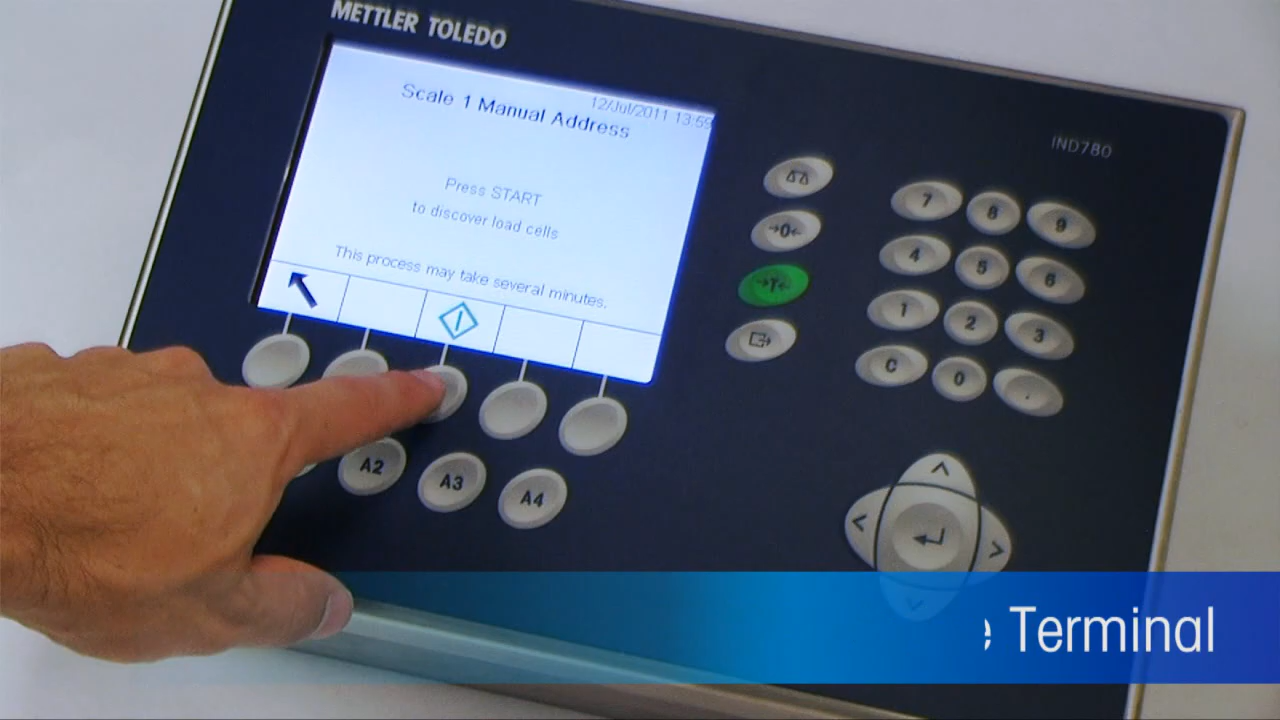 METTLER TOLEDO
12/Jul/2011 13:59
Scale 1 Manual Address
Press START
to discover load cells
This process may take several minutes.
IND780
→0←
→T←
7 8 9
4 5 6
1 2 3
C 0 .
A2 A3 A4
Terminal